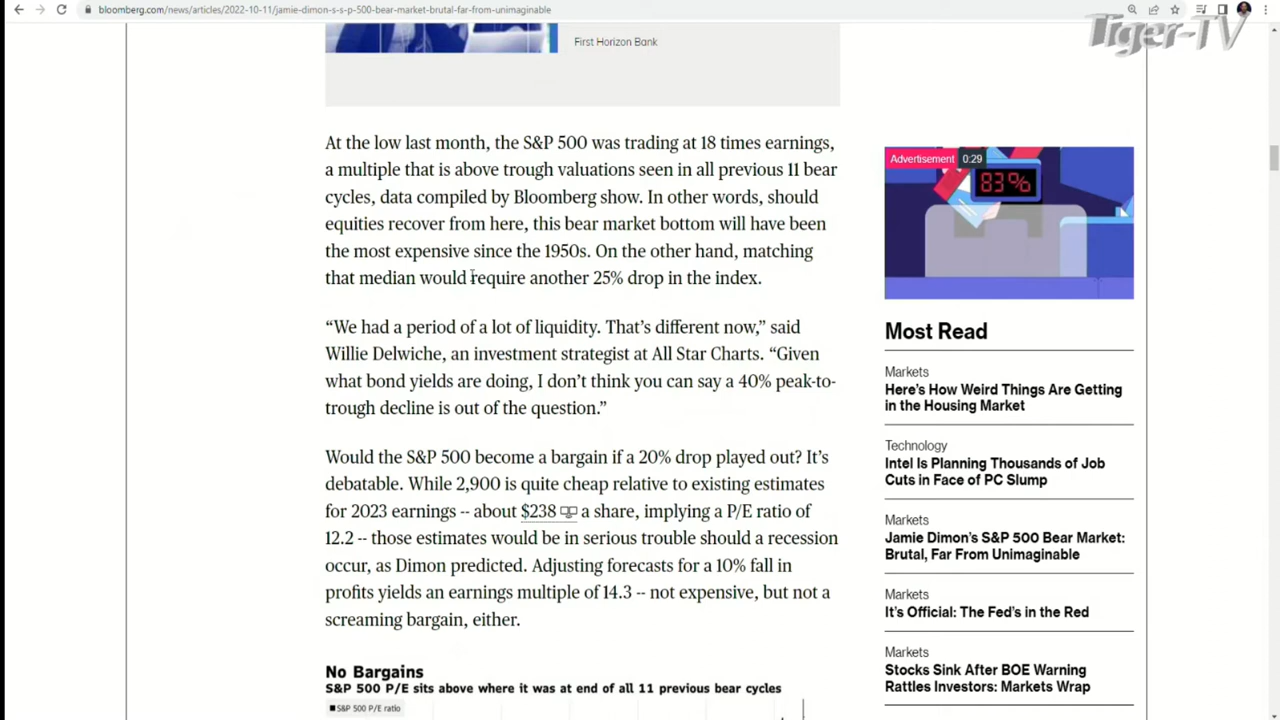 bloomberg.com/news/articles/2022-10-11/jamie-dimon-s-s-p-500-bear-market-brutal-far-from-unimaginable
Tiger-TV
First Horizon Bank
At the low last month, the S&P 500 was trading at 18 times earnings,
a multiple that is above trough valuations seen in all previous 11 bear
cycles, data compiled by Bloomberg show. In other words, should
equities recover from here, this bear market bottom will have been
the most expensive since the 1950s. On the other hand, matching
that median would require another 25% drop in the index.
“We had a period of a lot of liquidity. That’s different now,” said
Willie Delwiche, an investment strategist at All Star Charts. “Given
what bond yields are doing, I don’t think you can say a 40% peak-to-
trough decline is out of the question.”
Would the S&P 500 become a bargain if a 20% drop played out? It’s
debatable. While 2,900 is quite cheap relative to existing estimates
for 2023 earnings -- about $238 a share, implying a P/E ratio of
12.2 -- those estimates would be in serious trouble should a recession
occur, as Dimon predicted. Adjusting forecasts for a 10% fall in
profits yields an earnings multiple of 14.3 -- not expensive, but not a
screaming bargain, either.
No Bargains
S&P 500 P/E sits above where it was at end of all 11 previous bear cycles
S&P 500 P/E ratio
Advertisement 0:29
83%
Most Read
Markets
Here’s How Weird Things Are Getting
in the Housing Market
Technology
Intel Is Planning Thousands of Job
Cuts in Face of PC Slump
Markets
Jamie Dimon’s S&P 500 Bear Market:
Brutal, Far From Unimaginable
Markets
It’s Official: The Fed’s in the Red
Markets
Stocks Sink After BOE Warning
Rattles Investors: Markets Wrap